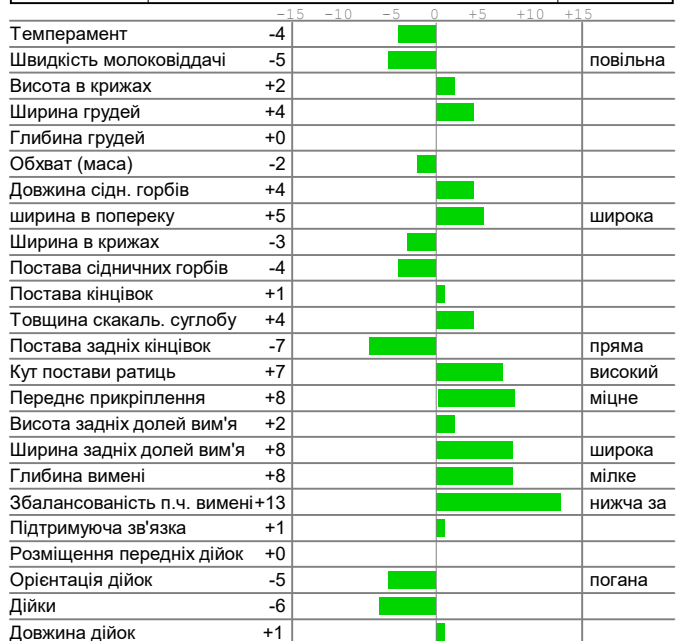 -15 -10 -5 0 +5 +10 +15
Темперамент -4
Швидкість молоковіддачі -5 повільна
Висота в крижах +2
Ширина грудей +4
Глибина грудей +0
Обхват (маса) -2
Довжина сідн. горбів +4
ширина в попереку +5 широка
Ширина в крижах -3
Постава сідничних горбів -4
Постава кінцівок +1
Товщина скакаль. суглобу +4
Постава задніх кінцівок -7 пряма
Кут постави ратиць +7 високий
Переднє прикріплення +8 міцне
Висота задніх долей вим'я +2
Ширина задніх долей вим'я +8 широка
Глибина вимені +8 мілке
Збалансованість п.ч. вимені+13 нижча за
Підтримуюча зв'язка +1
Розміщення передніх дійок +0
Орієнтація дійок -5 погана
Дійки -6
Довжина дійок +1